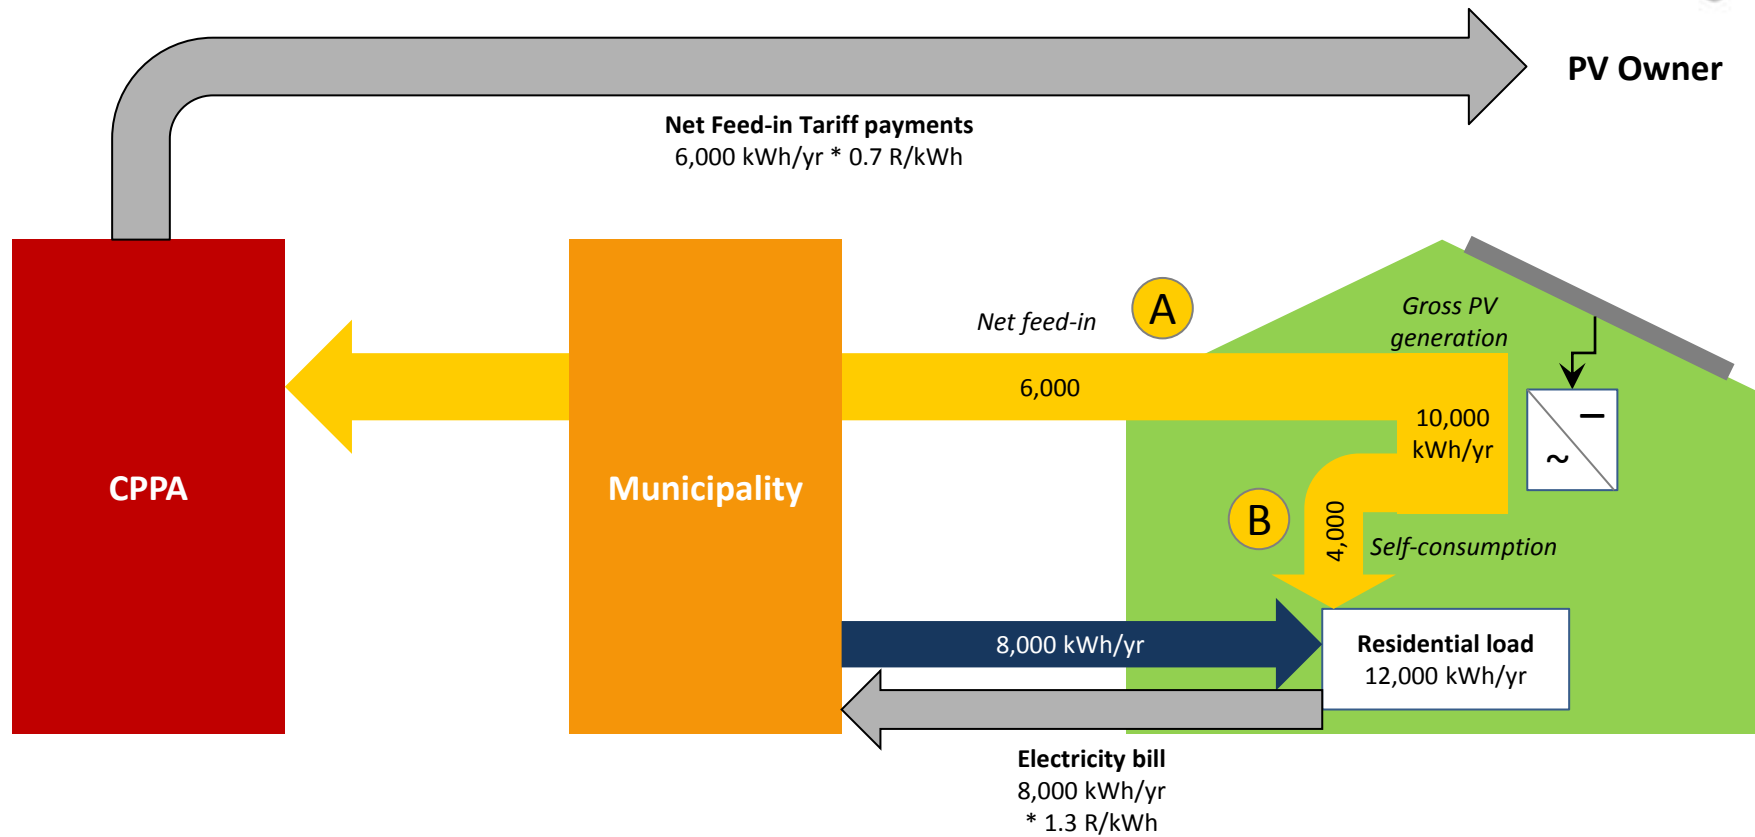 PV Owner
Net Feed-in Tariff payments
6,000 kWh/yr * 0.7 R/kWh
A
Net feed-in
Gross PV
generation
6,000
10,000
kWh/yr
–
~
CPPA
Municipality
B
4,000
Self-consumption
8,000 kWh/yr
Residential load
12,000 kWh/yr
Electricity bill
8,000 kWh/yr
* 1.3 R/kWh